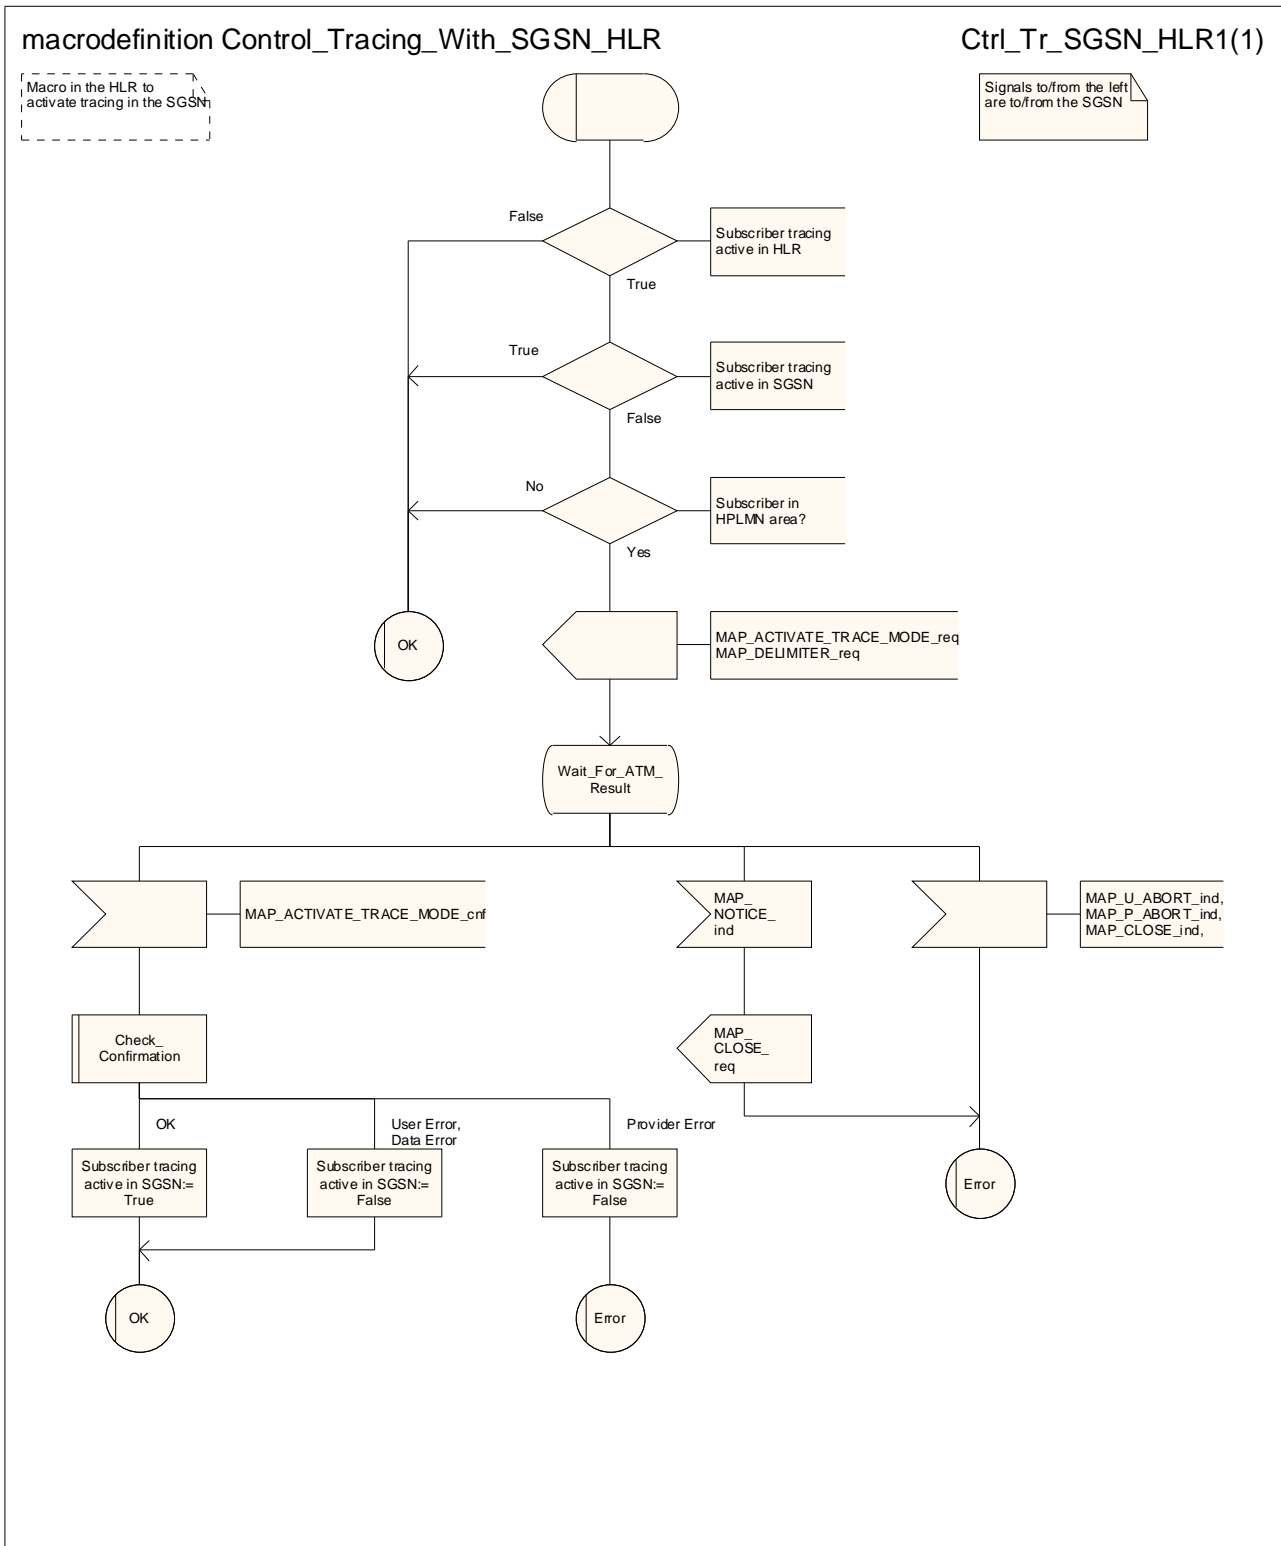 macrodefinition Control_Tracing_With_SGSN_HLR
Ctrl_Tr_SGSN_HLR1(1)
Macro in the HLR to
activate tracing in the SGSN
Signals to/from the left
are to/from the SGSN
False
Subscriber tracing
active in HLR
True
True
Subscriber tracing
active in SGSN
False
No
Subscriber in
HPLMN area?
Yes
OK
MAP_ACTIVATE_TRACE_MODE_req
MAP_DELIMITER_req
Wait_For_ATM_
Result
MAP_ACTIVATE_TRACE_MODE_cnf
MAP_
NOTICE_
ind
MAP_U_ABORT_ind,
MAP_P_ABORT_ind,
MAP_CLOSE_ind,
Check_
Confirmation
MAP_
CLOSE_
req
OK
User Error,
Data Error
Provider Error
Subscriber tracing
active in SGSN:=
True
Subscriber tracing
active in SGSN:=
False
Subscriber tracing
active in SGSN:=
False
Error
OK
Error